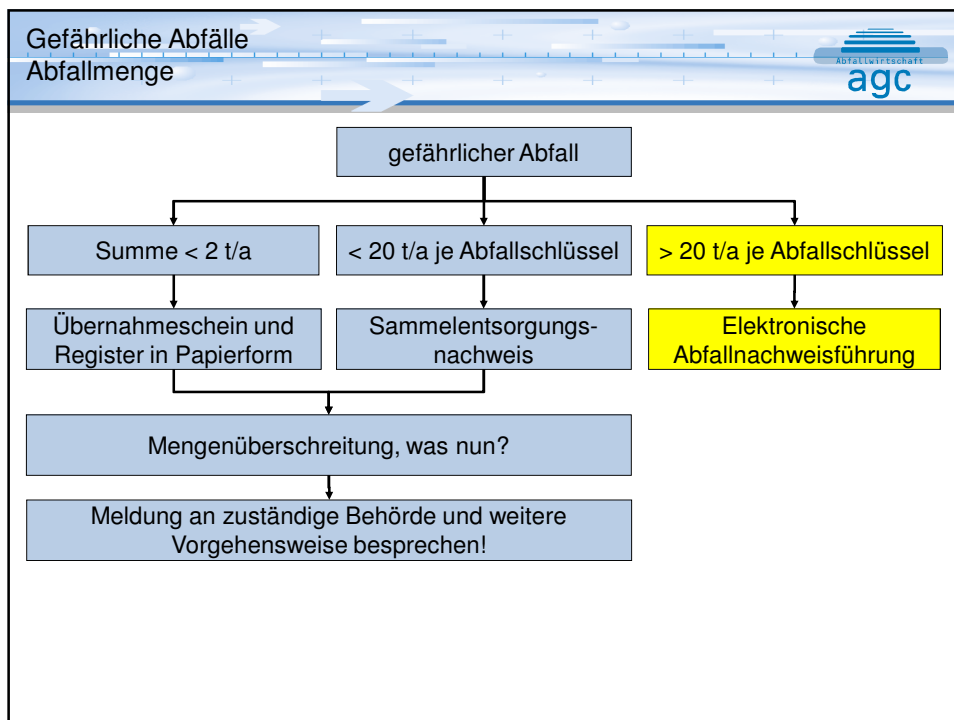 Gefährliche Abfälle
Abfallmenge
Abfallwirtschaft
agc
gefährlicher Abfall
Summe < 2 t/a
< 20 t/a je Abfallschlüssel
> 20 t/a je Abfallschlüssel
Übernahmeschein und
Register in Papierform
Sammelentsorgungs-
nachweis
Elektronische
Abfallnachweisführung
Mengenüberschreitung, was nun?
Meldung an zuständige Behörde und weitere
Vorgehensweise besprechen!